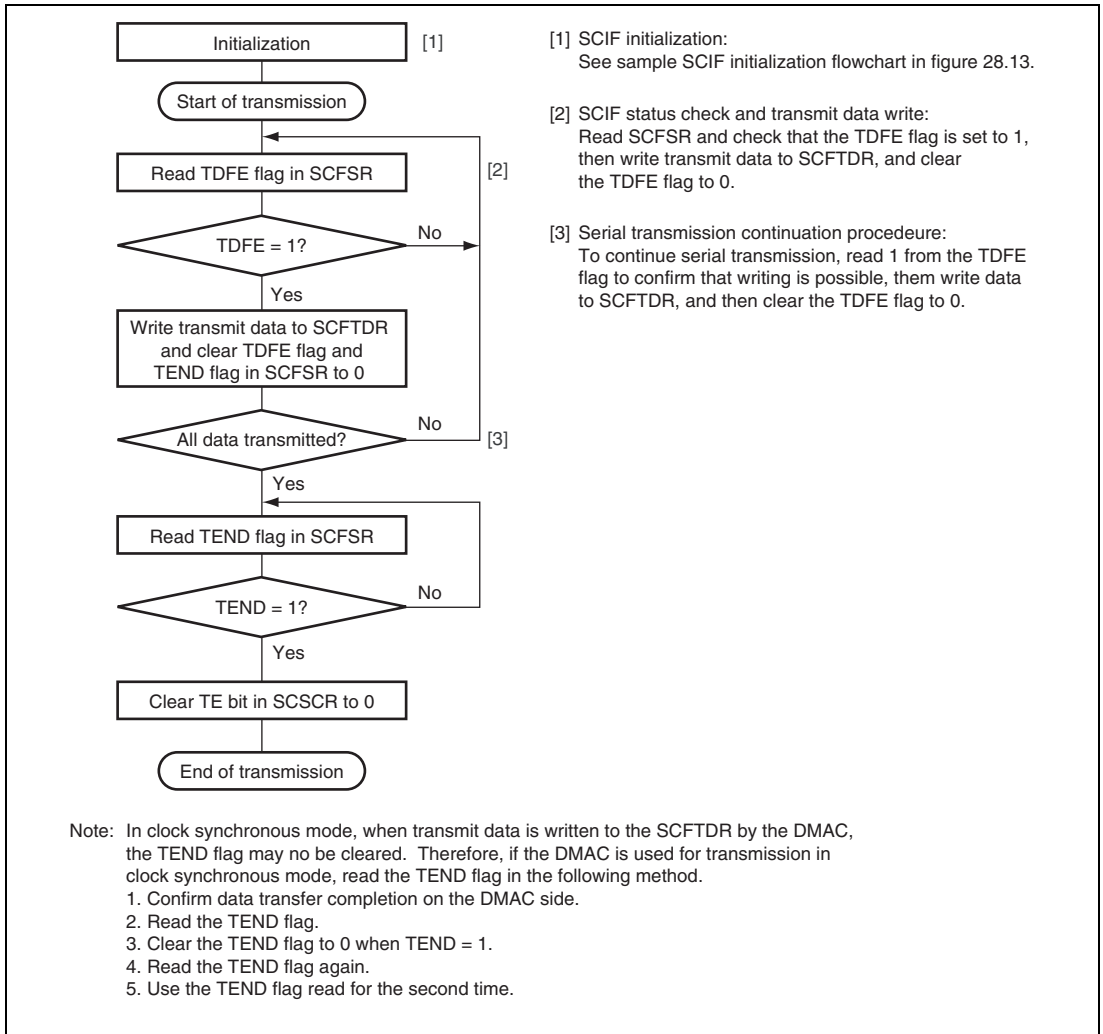 Initialization
[1]
Start of transmission
Read TDFE flag in SCFSR
[2]
TDFE = 1?
No
Yes
Write transmit data to SCFTDR
and clear TDFE flag and
TEND flag in SCFSR to 0
All data transmitted?
No
[3]
Yes
Read TEND flag in SCFSR
TEND = 1?
No
Yes
Clear TE bit in SCSCR to 0
End of transmission
[1] SCIF initialization:
See sample SCIF initialization flowchart in figure 28.13.
[2] SCIF status check and transmit data write:
Read SCFSR and check that the TDFE flag is set to 1,
then write transmit data to SCFTDR, and clear
the TDFE flag to 0.
[3] Serial transmission continuation procedeure:
To continue serial transmission, read 1 from the TDFE
flag to confirm that writing is possible, them write data
to SCFTDR, and then clear the TDFE flag to 0.
Note: In clock synchronous mode, when transmit data is written to the SCFTDR by the DMAC,
the TEND flag may no be cleared. Therefore, if the DMAC is used for transmission in
clock synchronous mode, read the TEND flag in the following method.
1. Confirm data transfer completion on the DMAC side.
2. Read the TEND flag.
3. Clear the TEND flag to 0 when TEND = 1.
4. Read the TEND flag again.
5. Use the TEND flag read for the second time.